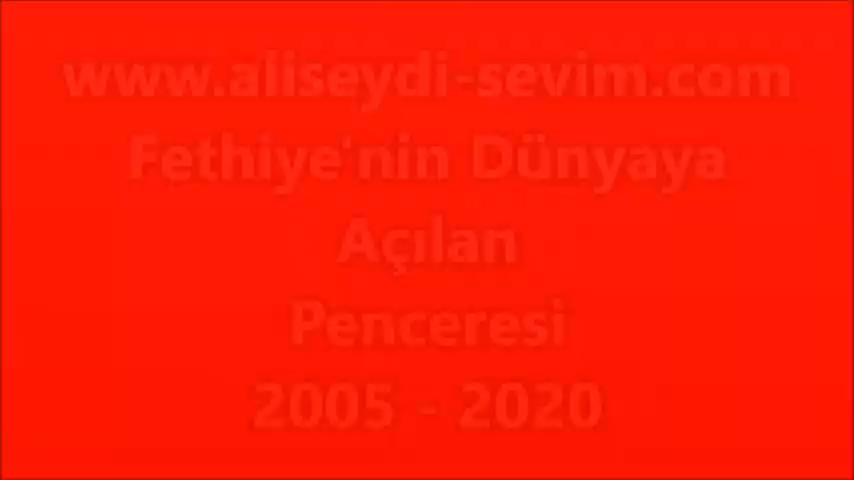 www.aliseydi-sevim.com
Fethiye'nin Dünyaya
Açılan
Penceresi
2005 - 2020